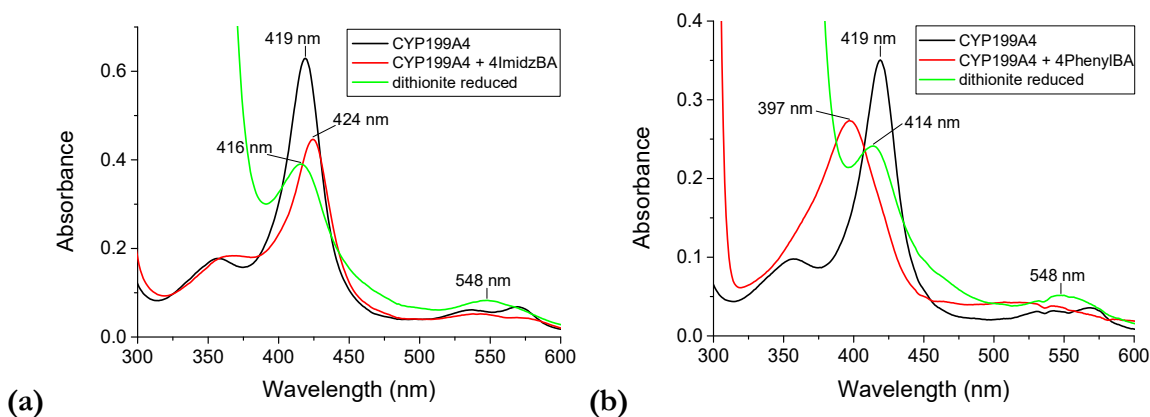 419 nm
CYP199A4
CYP199A4 + 4ImidzBA
dithionite reduced
424 nm
416 nm
548 nm
Absorbance
0.6
0.4
0.2
0.0
300 350 400 450 500 550 600
Wavelength (nm)
(a)
419 nm
CYP199A4
CYP199A4 + 4PhenylBA
dithionite reduced
397 nm
414 nm
548 nm
Absorbance
0.4
0.3
0.2
0.1
0.0
300 350 400 450 500 550 600
Wavelength (nm)
(b)